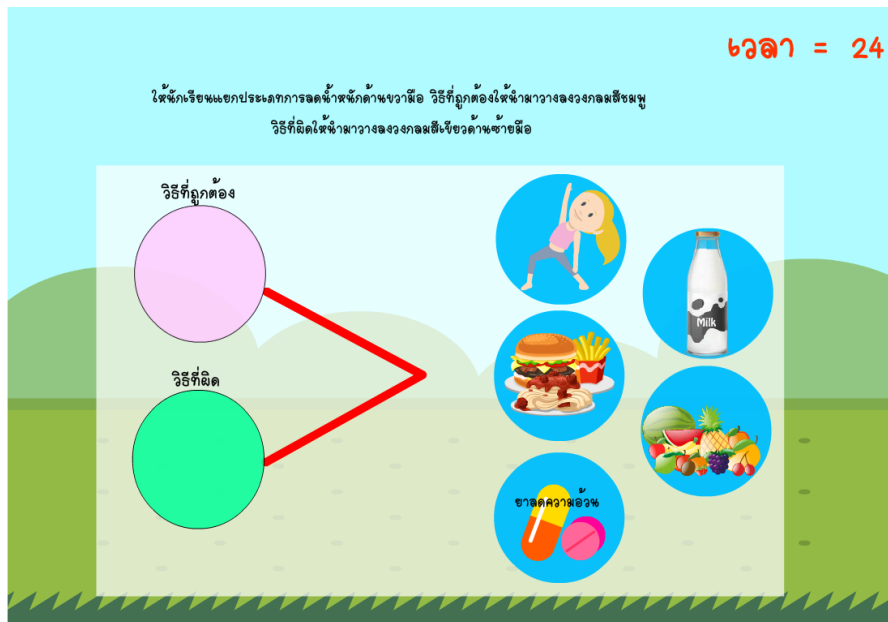 เวลา = 24
ให้นักเรียนแยกประเภทการลดน้ำหนักด้านขวามือ วิธีที่ถูกต้องให้นำมาวางลงวงกลมสีชมพู
วิธีที่ผิดให้นำมาวางลงวงกลมสีเขียวด้านซ้ายมือ
วิธีที่ถูกต้อง
วิธีที่ผิด
Milk
ยาลดความอ้วน